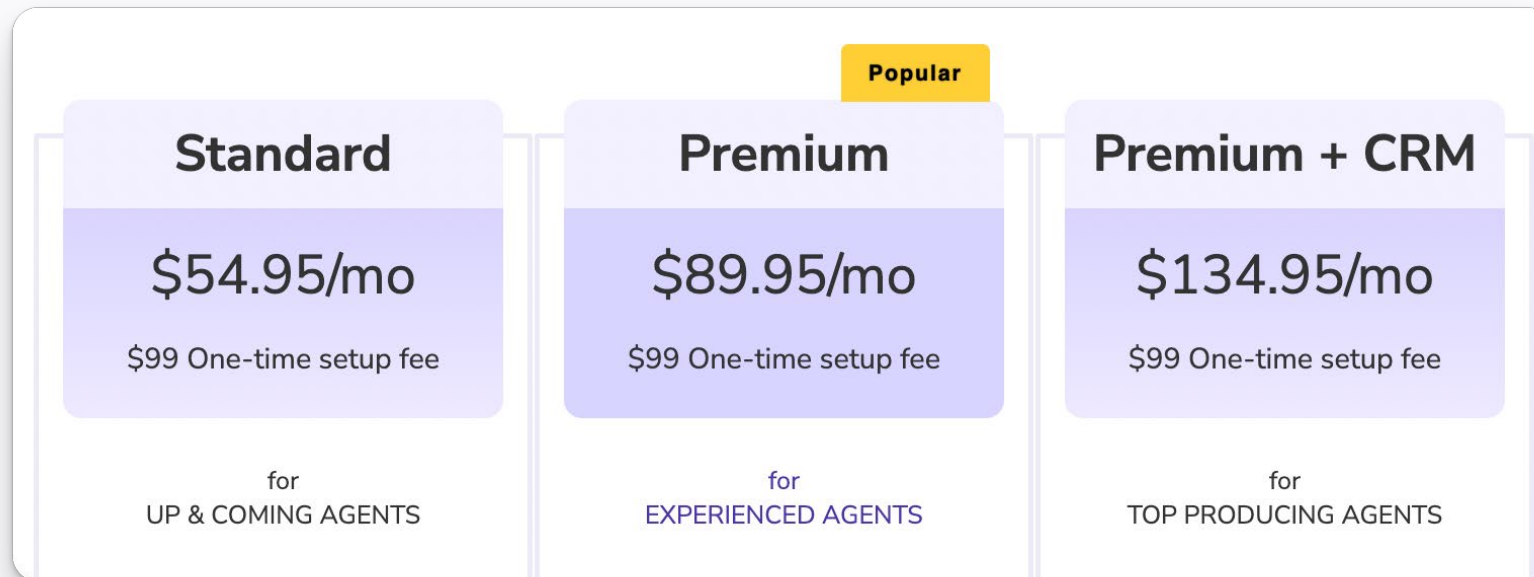 Standard
$54.95/mo
$99 One-time setup fee
for
UP & COMING AGENTS
Popular
Premium
$89.95/mo
$99 One-time setup fee
for
EXPERIENCED AGENTS
Premium + CRM
$134.95/mo
$99 One-time setup fee
for
TOP PRODUCING AGENTS